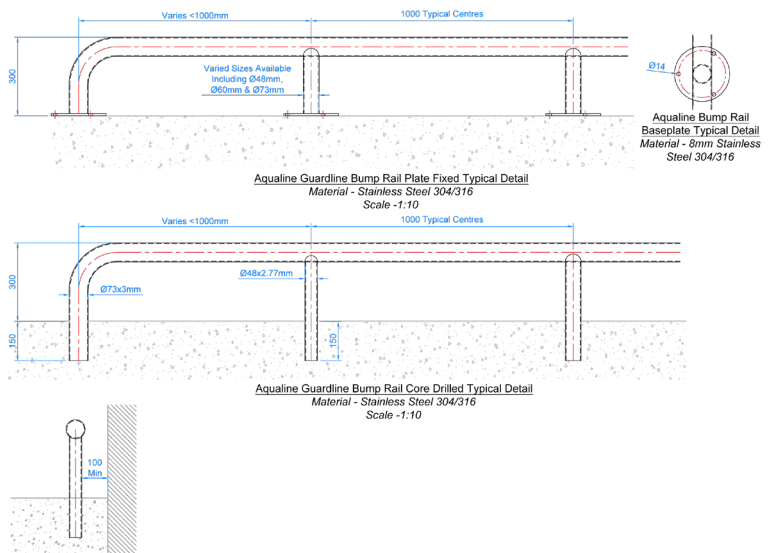 Varies <1000mm
1000 Typical Centres
300
Varied Sizes Available
Including Ø48mm,
Ø60mm & Ø73mm
Ø14
Aqualine Bump Rail
Baseplate Typical Detail
Material - 8mm Stainless
Steel 304/316
Aqualine Guardline Bump Rail Plate Fixed Typical Detail
Material - Stainless Steel 304/316
Scale -1:10
Varies <1000mm
1000 Typical Centres
300
Ø73x3mm
Ø48x2.77mm
150
150
Aqualine Guardline Bump Rail Core Drilled Typical Detail
Material - Stainless Steel 304/316
Scale -1:10
100
Min